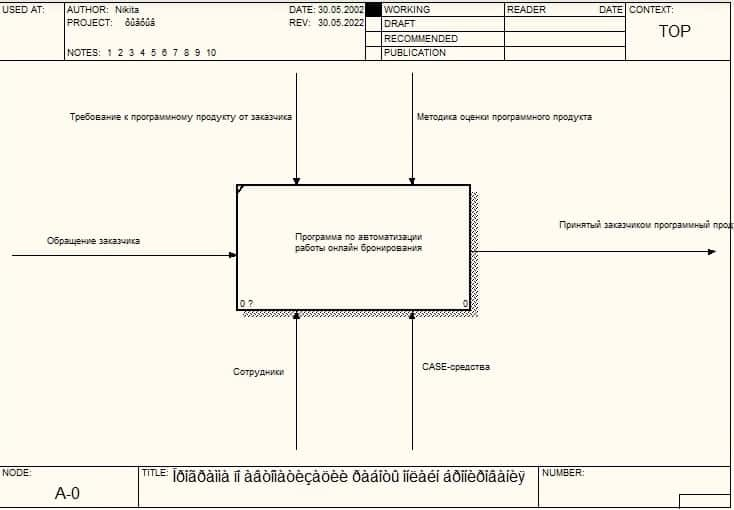 USED AT:
AUTHOR: Nikita
DATE: 30.05.2002
WORKING
READER
DATE
CONTEXT:
PROJECT: ôûàôûâ
REV: 30.05.2022
DRAFT
TOP
RECOMMENDED
NOTES: 1 2 3 4 5 6 7 8 9 10
PUBLICATION
Требование к программному продукту от заказчика
Методика оценки программного продукта
Обращение заказчика
Программа по автоматизации
работы онлайн бронирования
Принятый заказчиком программный прод
0 ?
0
Сотрудники
CASE-средства
NODE:
TITLE: Ïðîãðàììà ïî àâòîìàòèçàöèè ðàáîòû îíëàéí áðîíèðîâàíèÿ
NUMBER:
A-0